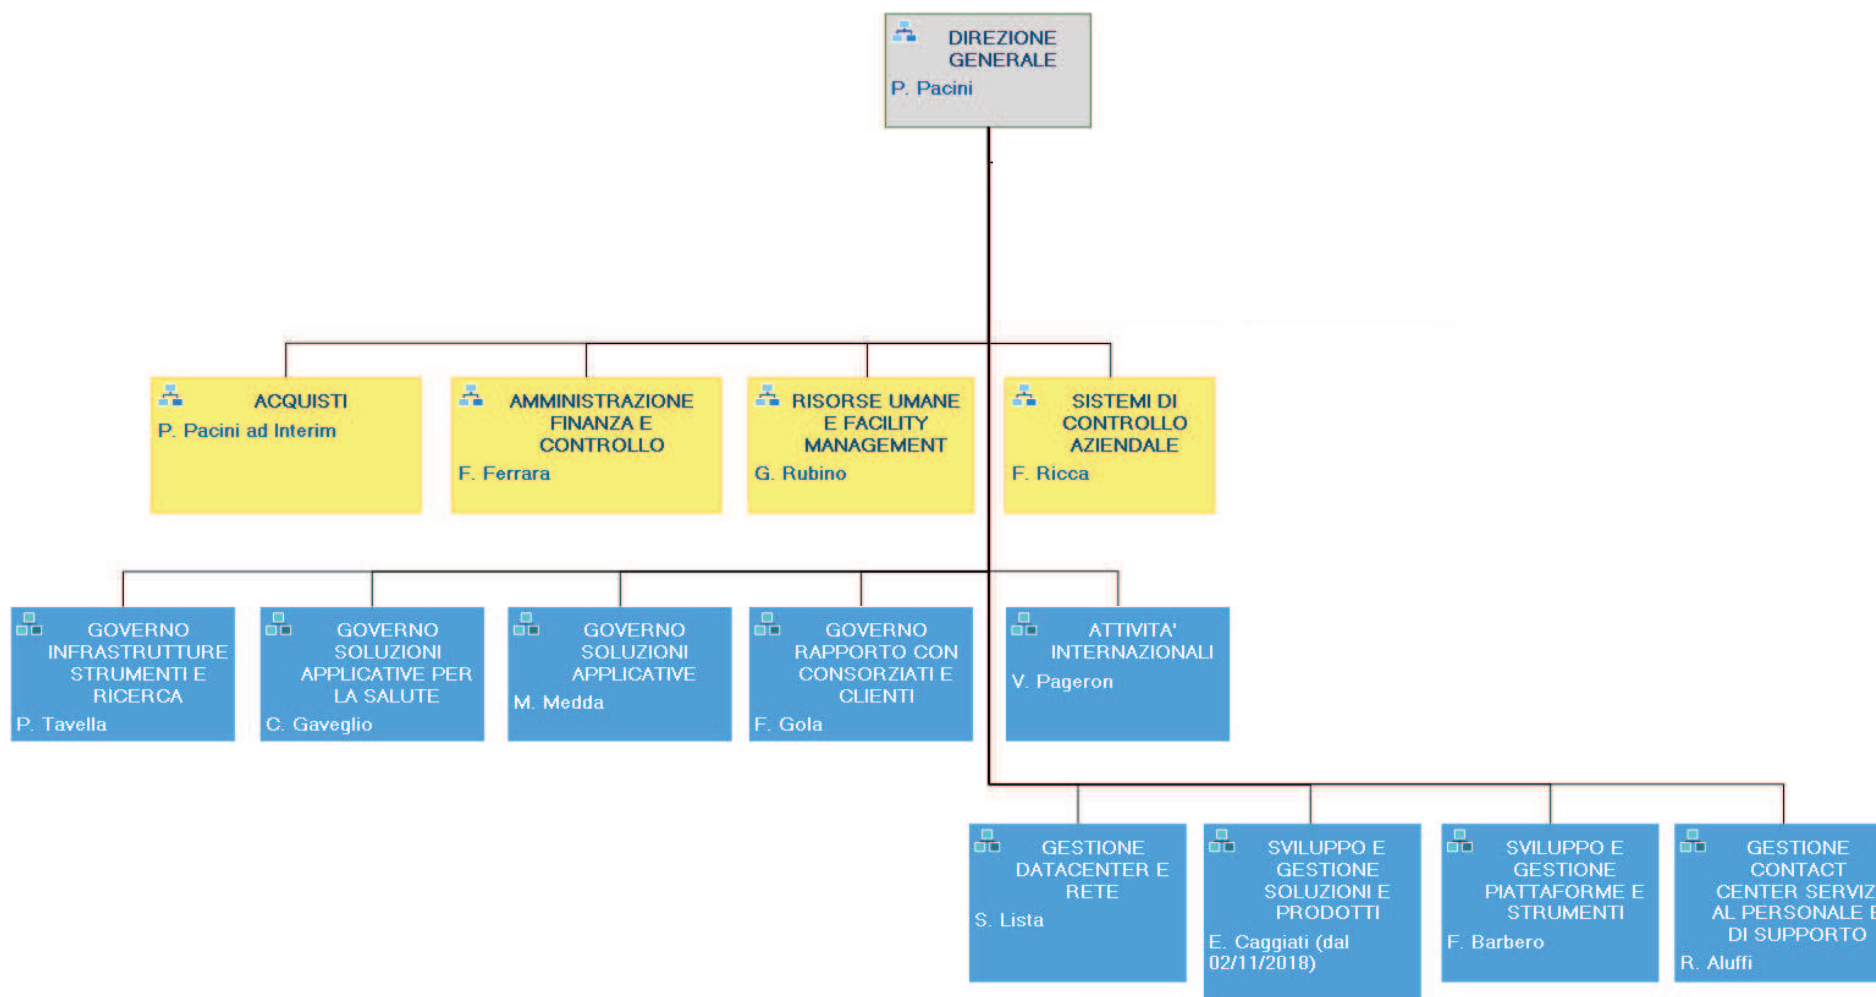 DIREZIONE
GENERALE
P. Pacini
ACQUISTI
P. Pacini ad Interim
AMMINISTRAZIONE
FINANZA E
CONTROLLO
F. Ferrara
RISORSE UMANE
E FACILITY
MANAGEMENT
G. Rubino
SISTEMI DI
CONTROLLO
AZIENDALE
F. Ricca
GOVERNO
INFRASTRUTTURE
STRUMENTI E
RICERCA
P. Tavella
GOVERNO
SOLUZIONI
APPLICATIVE PER
LA SALUTE
C. Gaveglio
GOVERNO
SOLUZIONI
APPLICATIVE
M. Medda
GOVERNO
RAPPORTO CON
CONSORZIATI E
CLIENTI
F. Gola
ATTIVITA'
INTERNAZIONALI
V. Pageron
GESTIONE
DATACENTER E
RETE
S. Lista
SVILUPPO E
GESTIONE
SOLUZIONI E
PRODOTTI
E. Caggiati (dal
02/11/2018)
SVILUPPO E
GESTIONE
PIATTAFORME E
STRUMENTI
F. Barbero
GESTIONE
CONTACT
CENTER SERVIZ
AL PERSONALE E
DI SUPPORTO
R. Aluffi